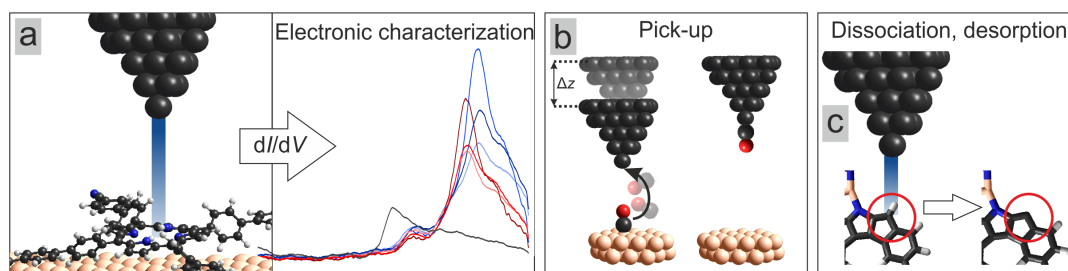 a
Electronic characterization
dI/dV
b
Pick-up
Δz
Dissociation, desorption
c